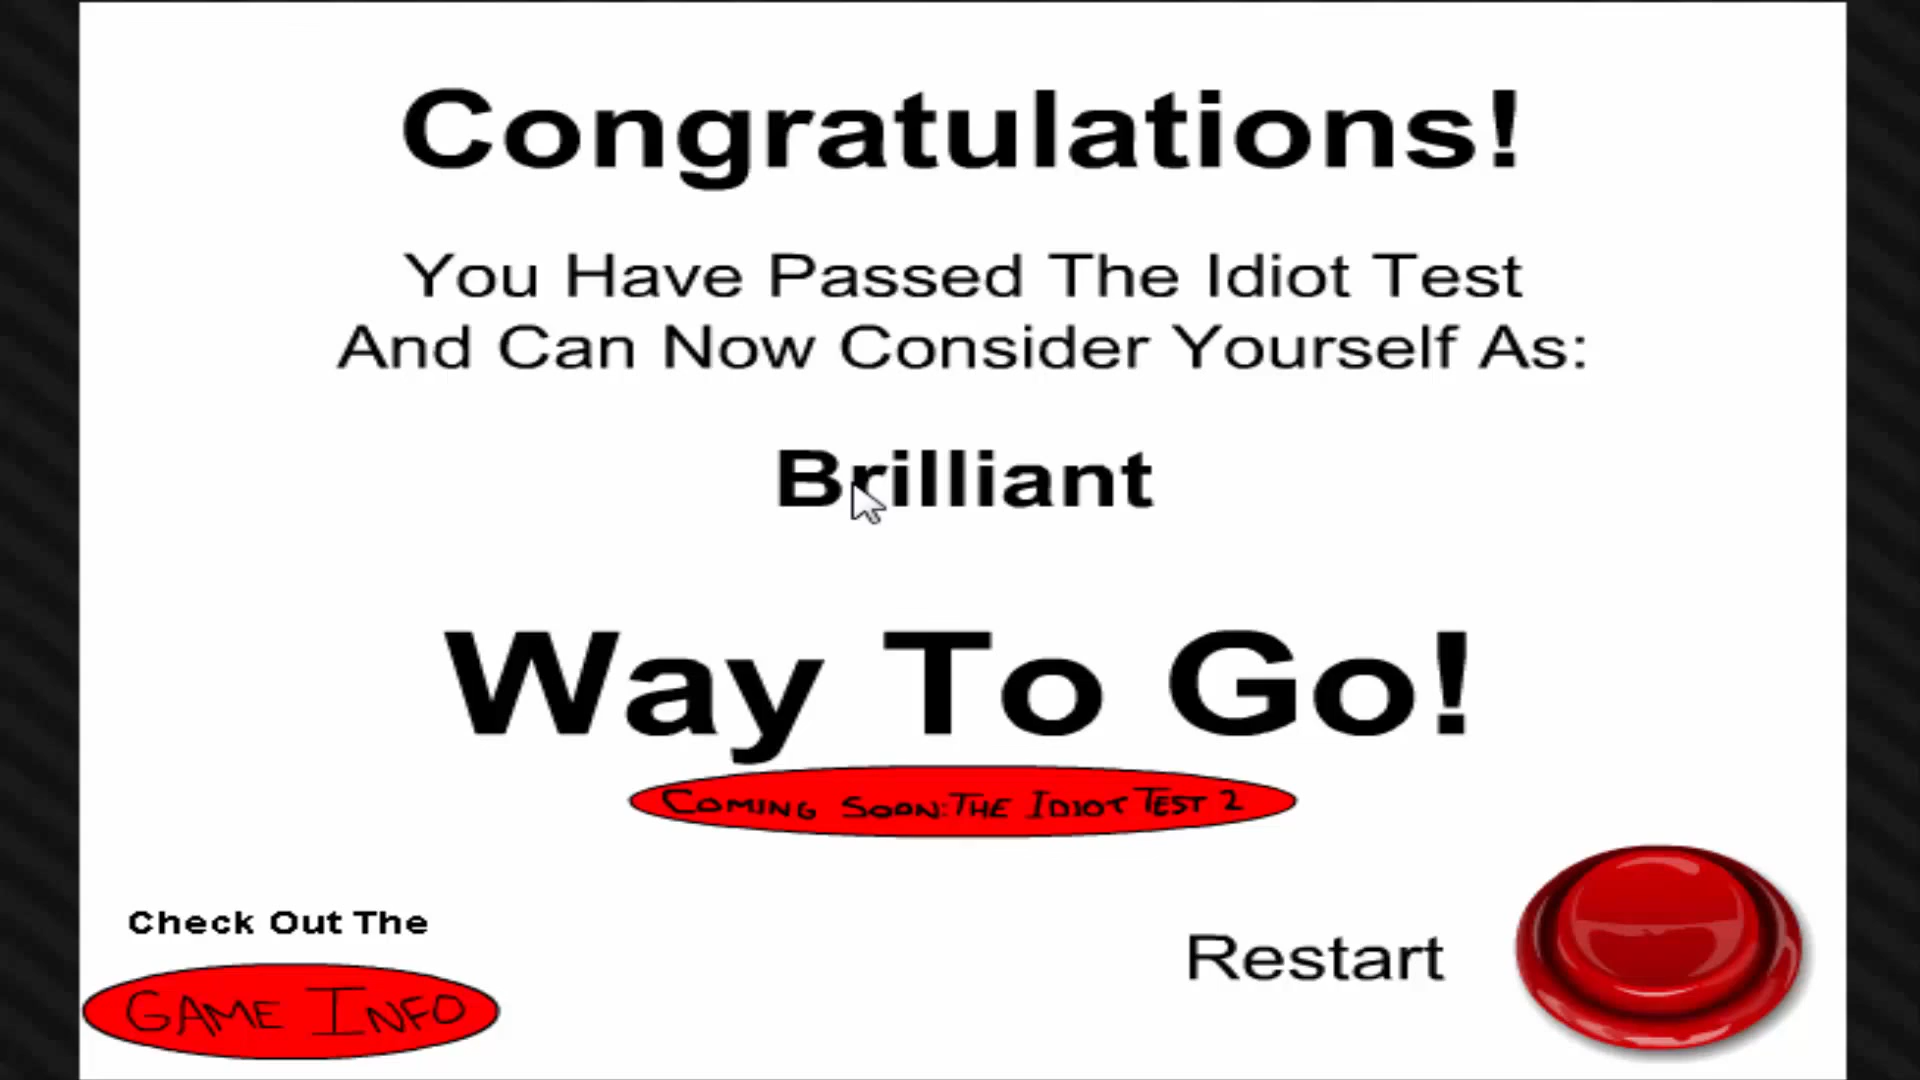 Congratulations!
You Have Passed The Idiot Test
And Can Now Consider Yourself As:
Brilliant
Way To Go!
COMING SOON:THE IDIOT TEST 2
Check Out The
GAME INFO
Restart